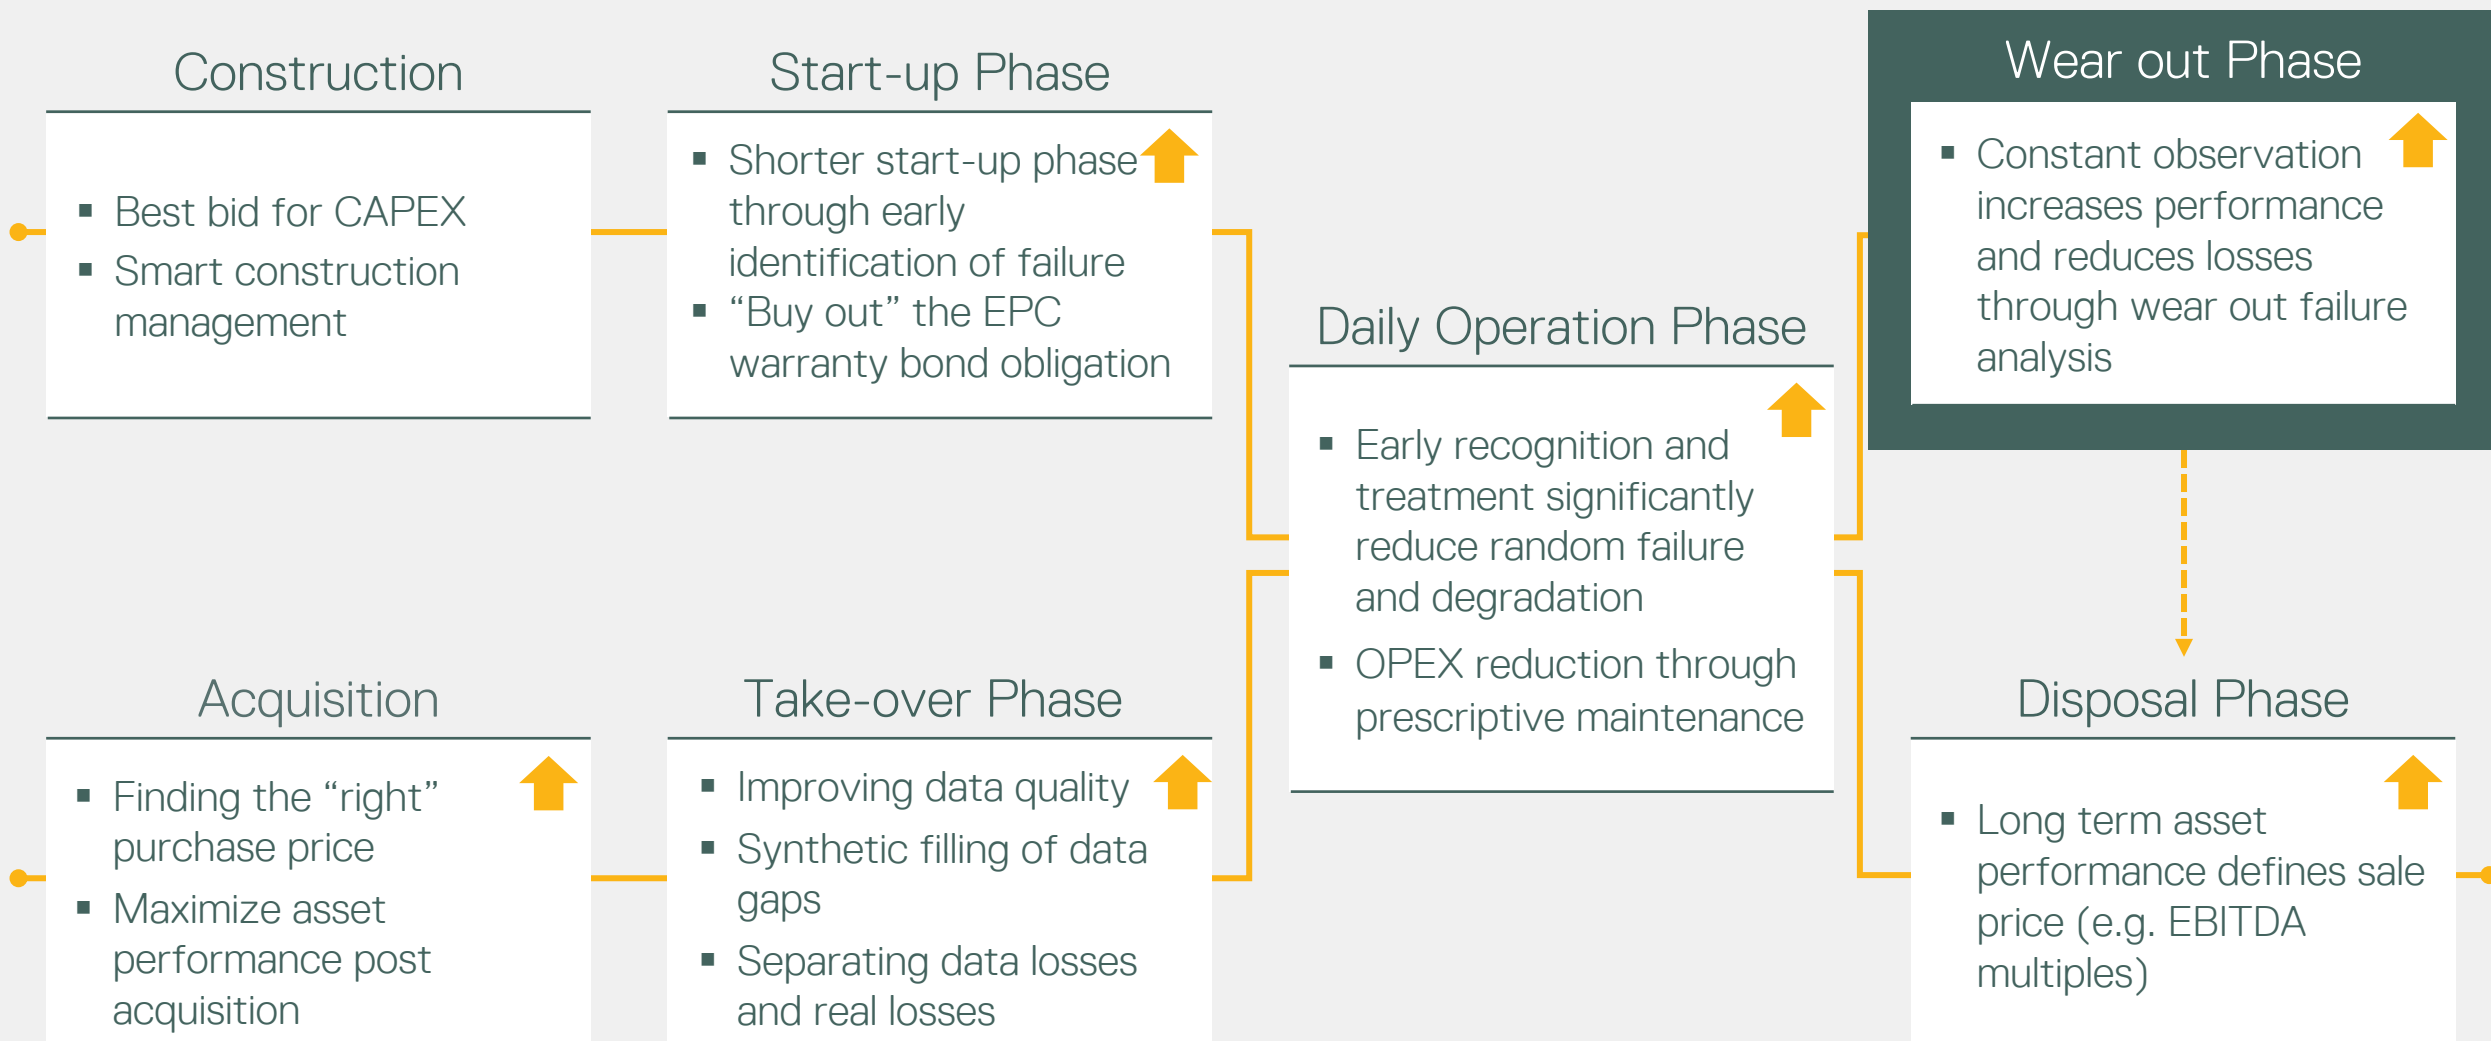 Construction
▪ Best bid for CAPEX
▪ Smart construction
management
Start-up Phase
▪ Shorter start-up phase
through early
identification of failure
▪ “Buy out” the EPC
warranty bond obligation
Acquisition
▪ Finding the “right”
purchase price
▪ Maximize asset
performance post
acquisition
Take-over Phase
▪ Improving data quality
▪ Synthetic filling of data
gaps
▪ Separating data losses
and real losses
Daily Operation Phase
▪ Early recognition and
treatment significantly
reduce random failure
and degradation
▪ OPEX reduction through
prescriptive maintenance
Wear out Phase
▪ Constant observation
increases performance
and reduces losses
through wear out failure
analysis
Disposal Phase
▪ Long term asset
performance defines sale
price (e.g. EBITDA
multiples)